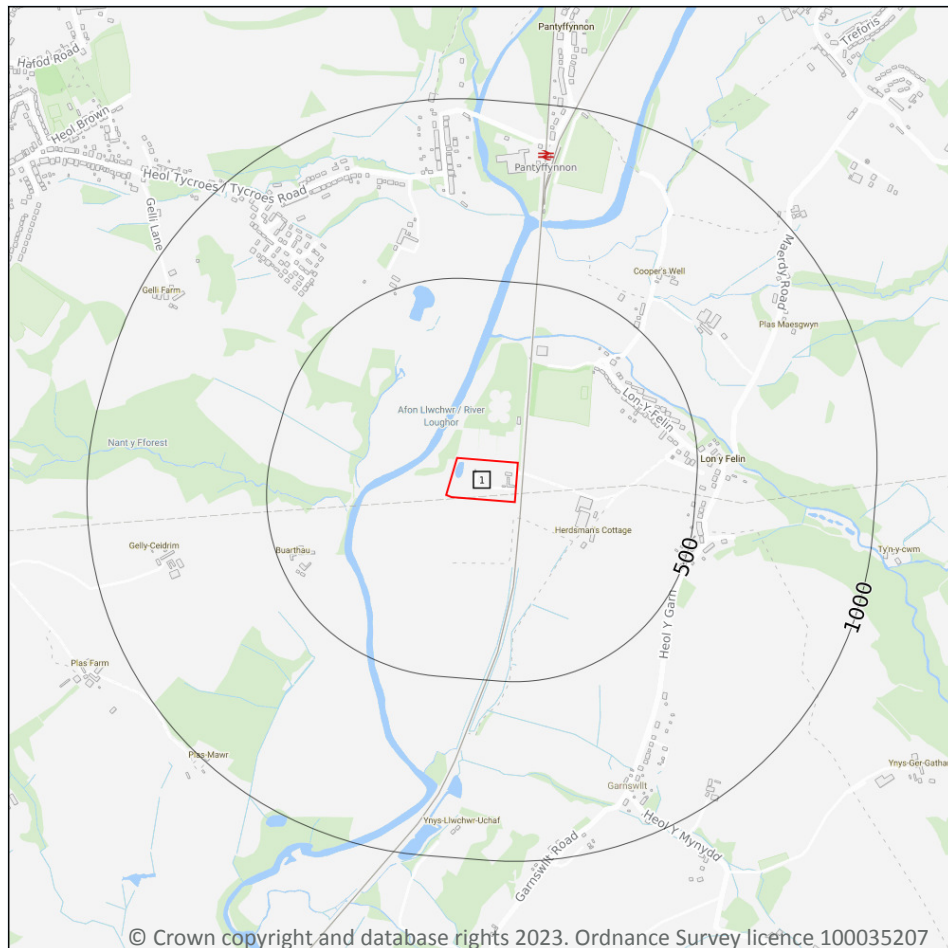 Pantyffynnon
Treforis
Hafod Road
Heol Brown
Pantyffynnon
Heol Tycroes / Tycroes Road
Gelli Lane
Maerdy Road
Cooper's Well
Gelli Farm
Plas Maesgwyn
Lon-Y-Felin
Afon Llwchwr / River
Loughor
Nant y Fforest
Lon y Felin
1
Herdsman's Cottage
Gelly-Ceidrim
Buarthau
500
Ty'n-y-cwm
1000
Heol Y Garn
Plas Farm
Plas-Mawr
Ynys-Ger-Gathan
Garnswllt
Ynys-Llwchwr-Uchaf
Heol Y Mynydd
Garnswllt Road
© Crown copyright and database rights 2023. Ordnance Survey licence 100035207